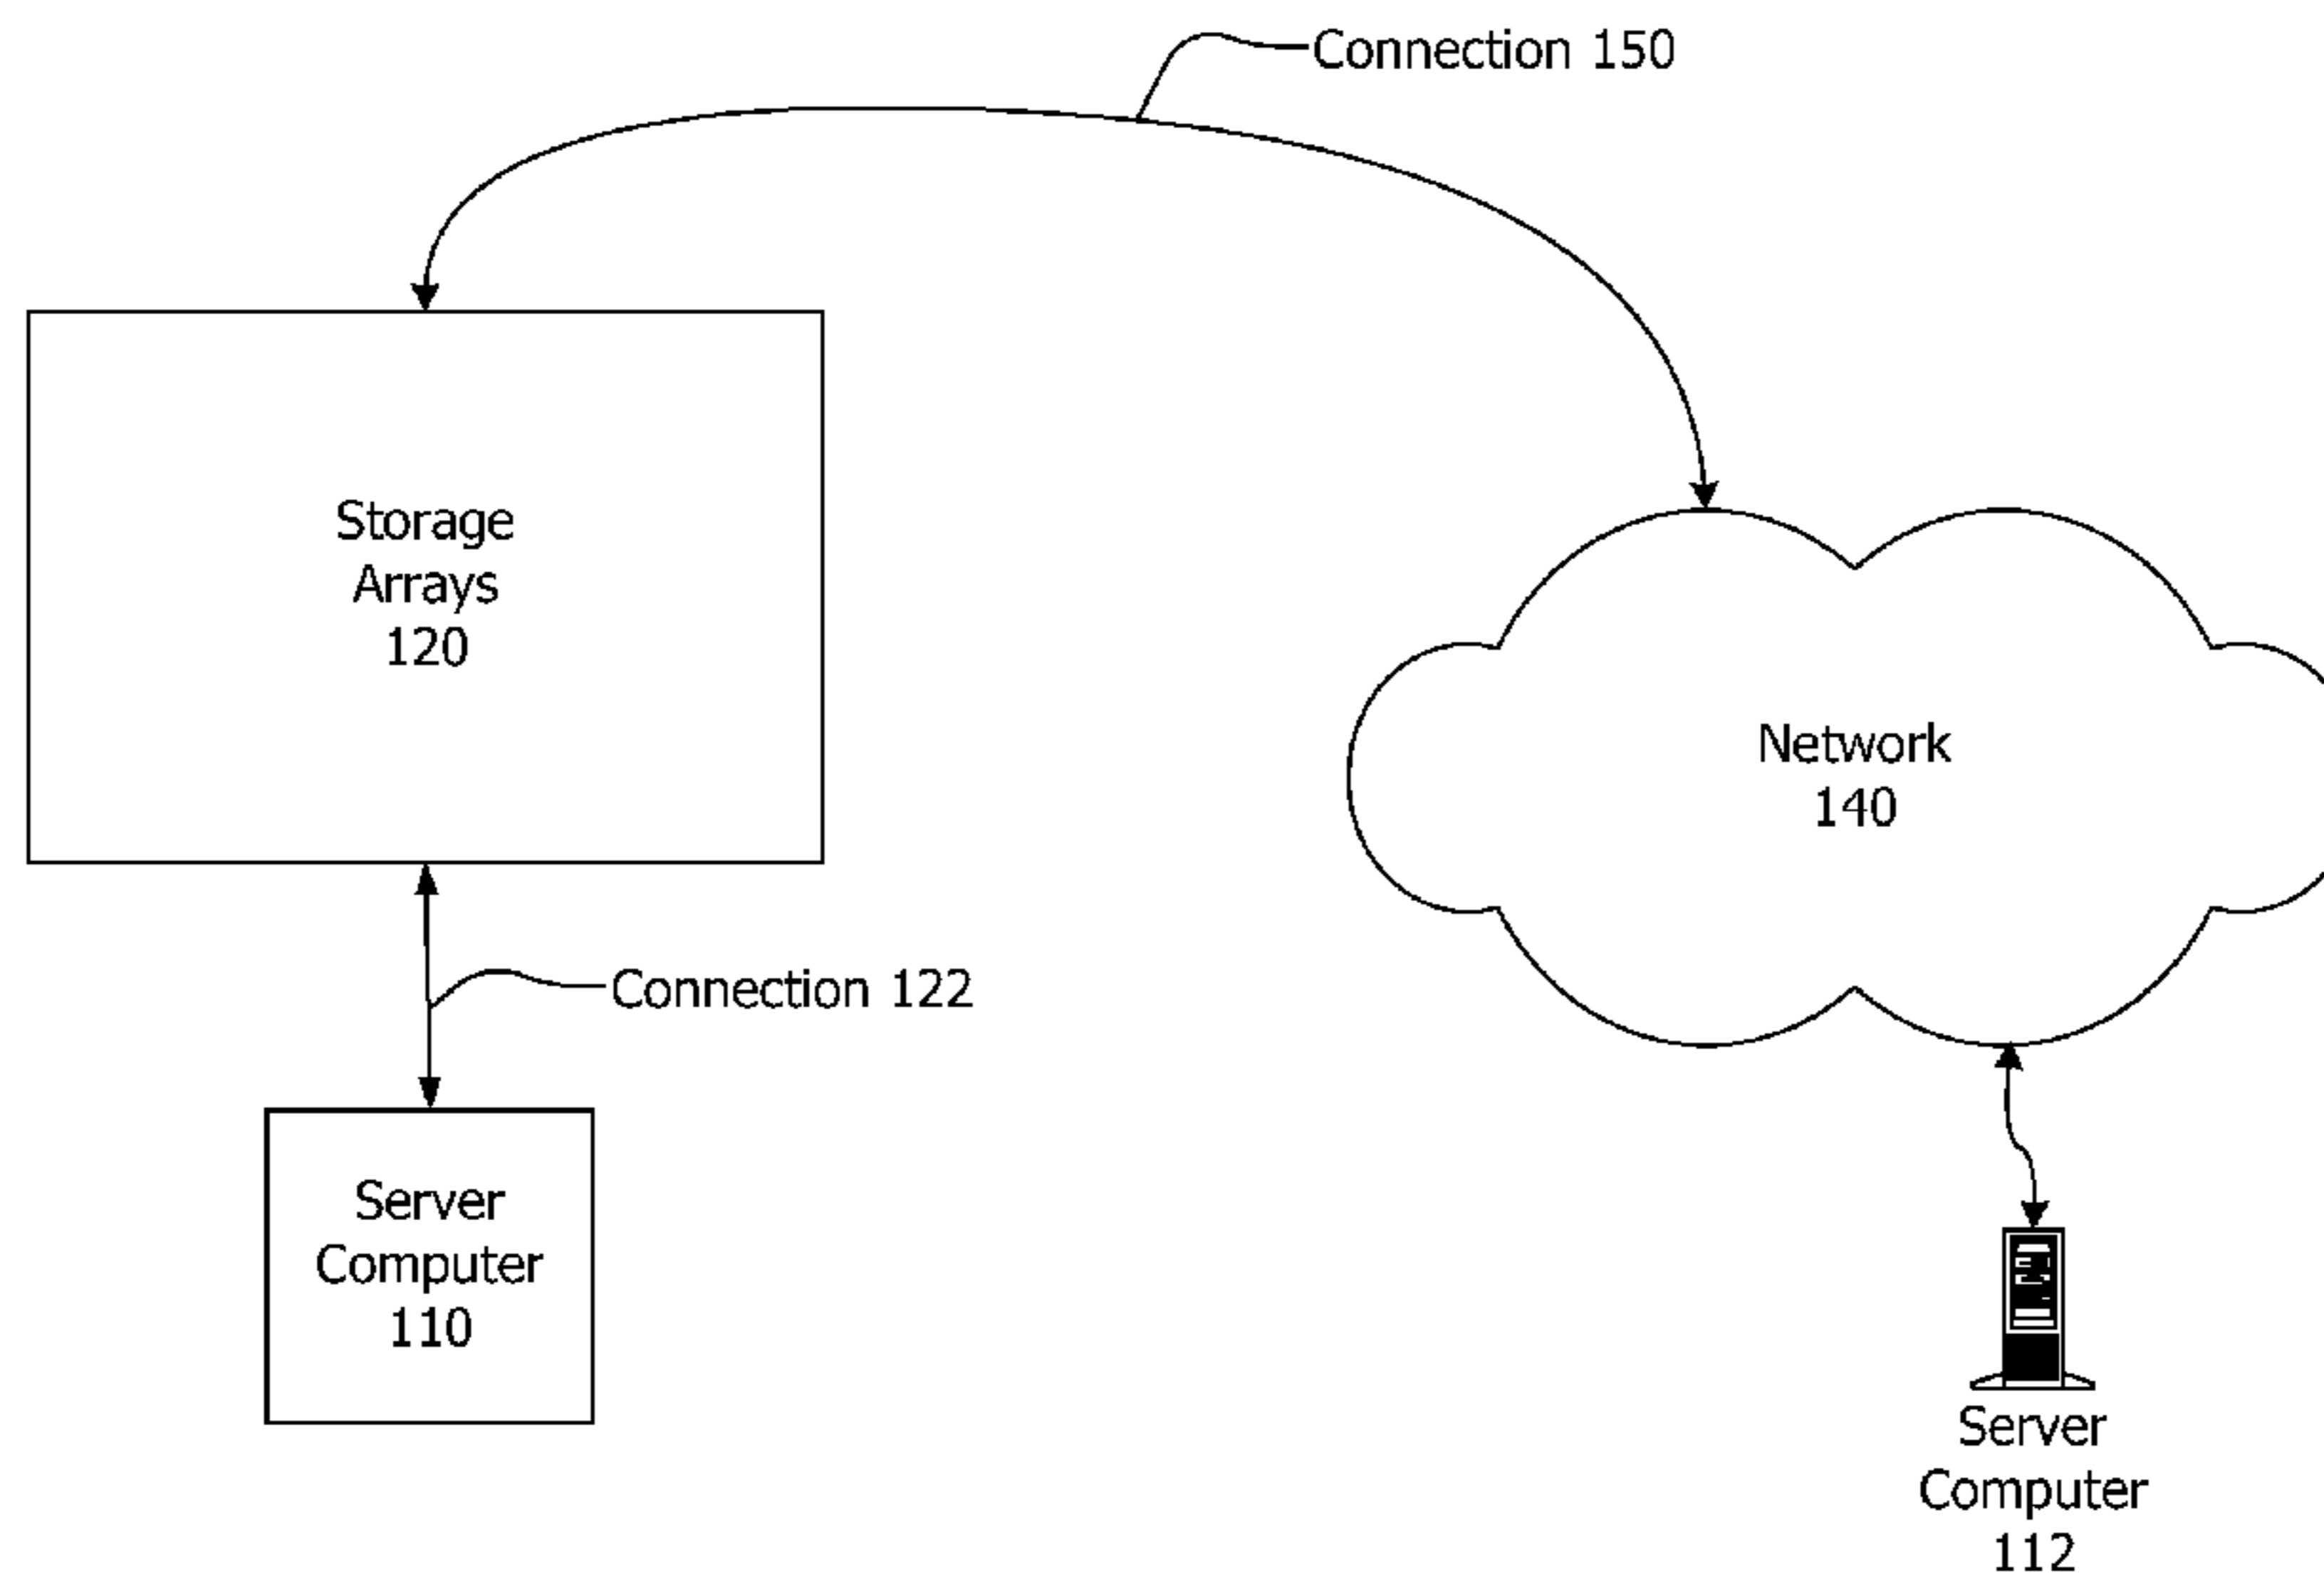 Connection 150
Storage
Arrays
120
Network
140
Connection 122
Server
Computer
110
Server
Computer
112